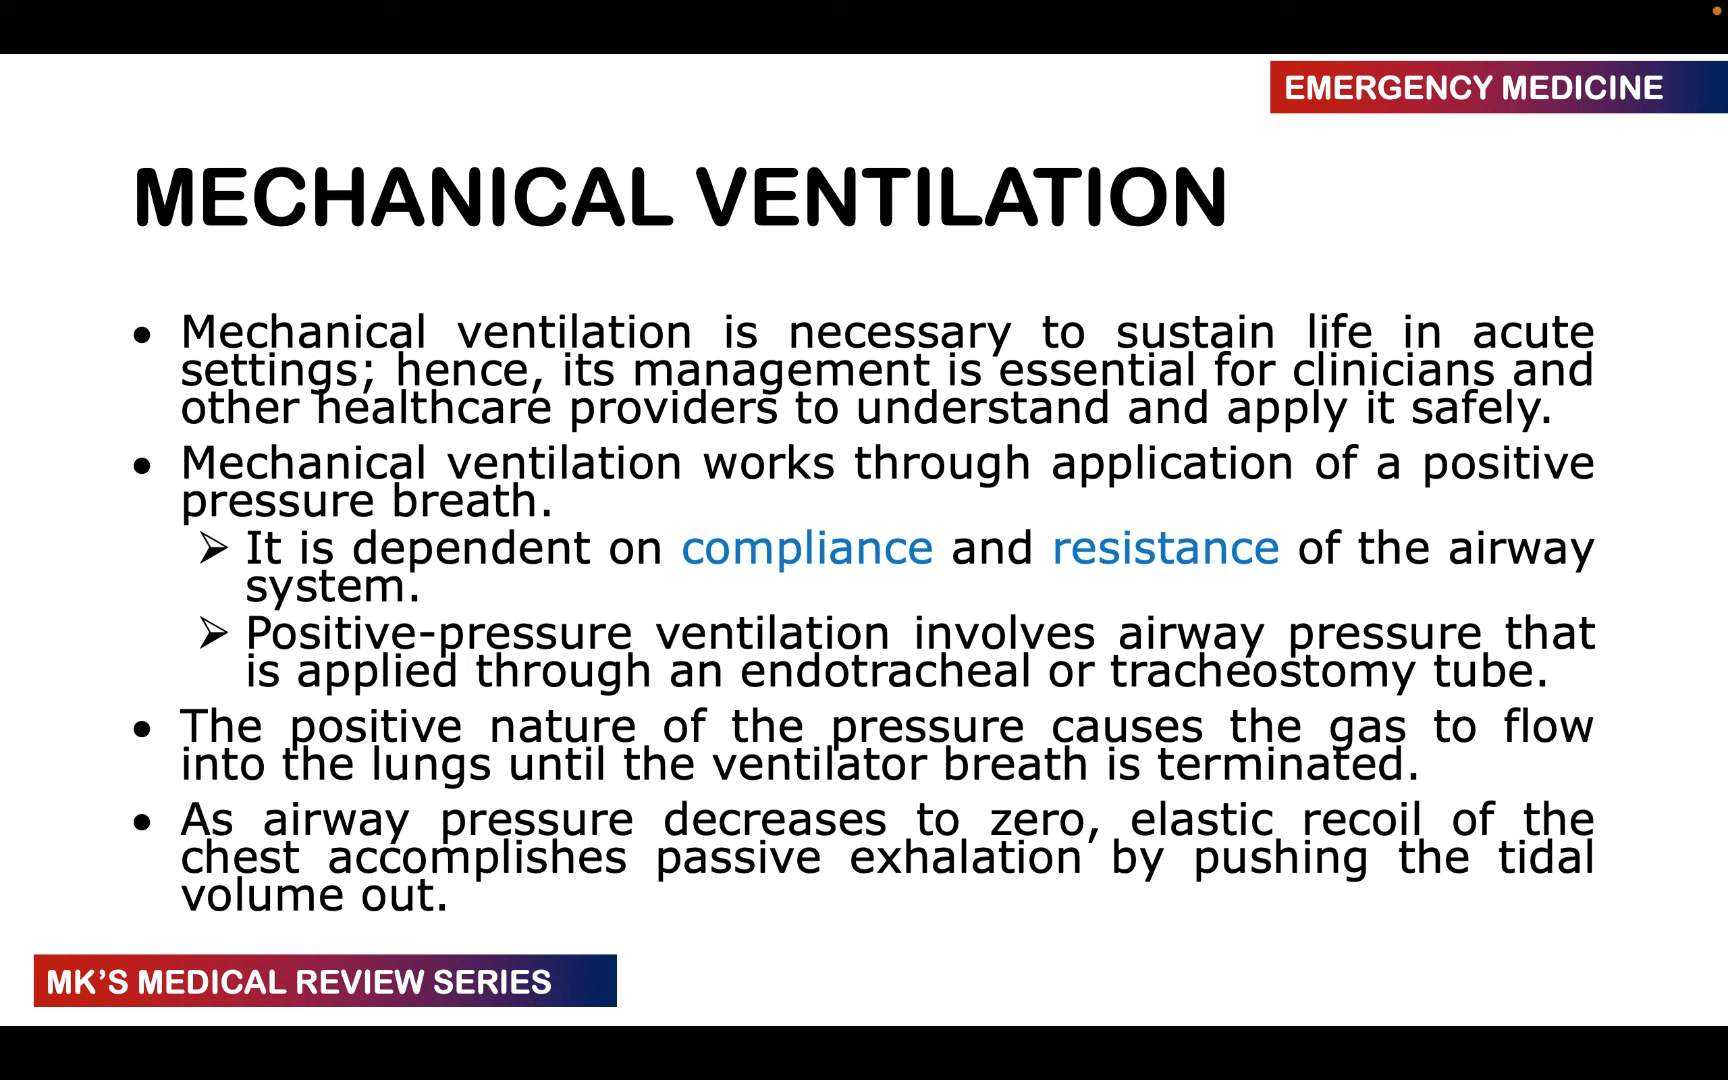 EMERGENCY MEDICINE
MECHANICAL VENTILATION
• Mechanical ventilation is necessary to sustain life in acute
settings; hence, its management is essential for clinicians and
other healthcare providers to understand and apply it safely.
• Mechanical ventilation works through application of a positive
pressure breath.
➢ It is dependent on compliance and resistance of the airway
system.
➢ Positive-pressure ventilation involves airway pressure that
is applied through an endotracheal or tracheostomy tube.
• The positive nature of the pressure causes the gas to flow
into the lungs until the ventilator breath is terminated.
• As airway pressure decreases to zero, elastic recoil of the
chest accomplishes passive exhalation by pushing the tidal
volume out.
MK’S MEDICAL REVIEW SERIES